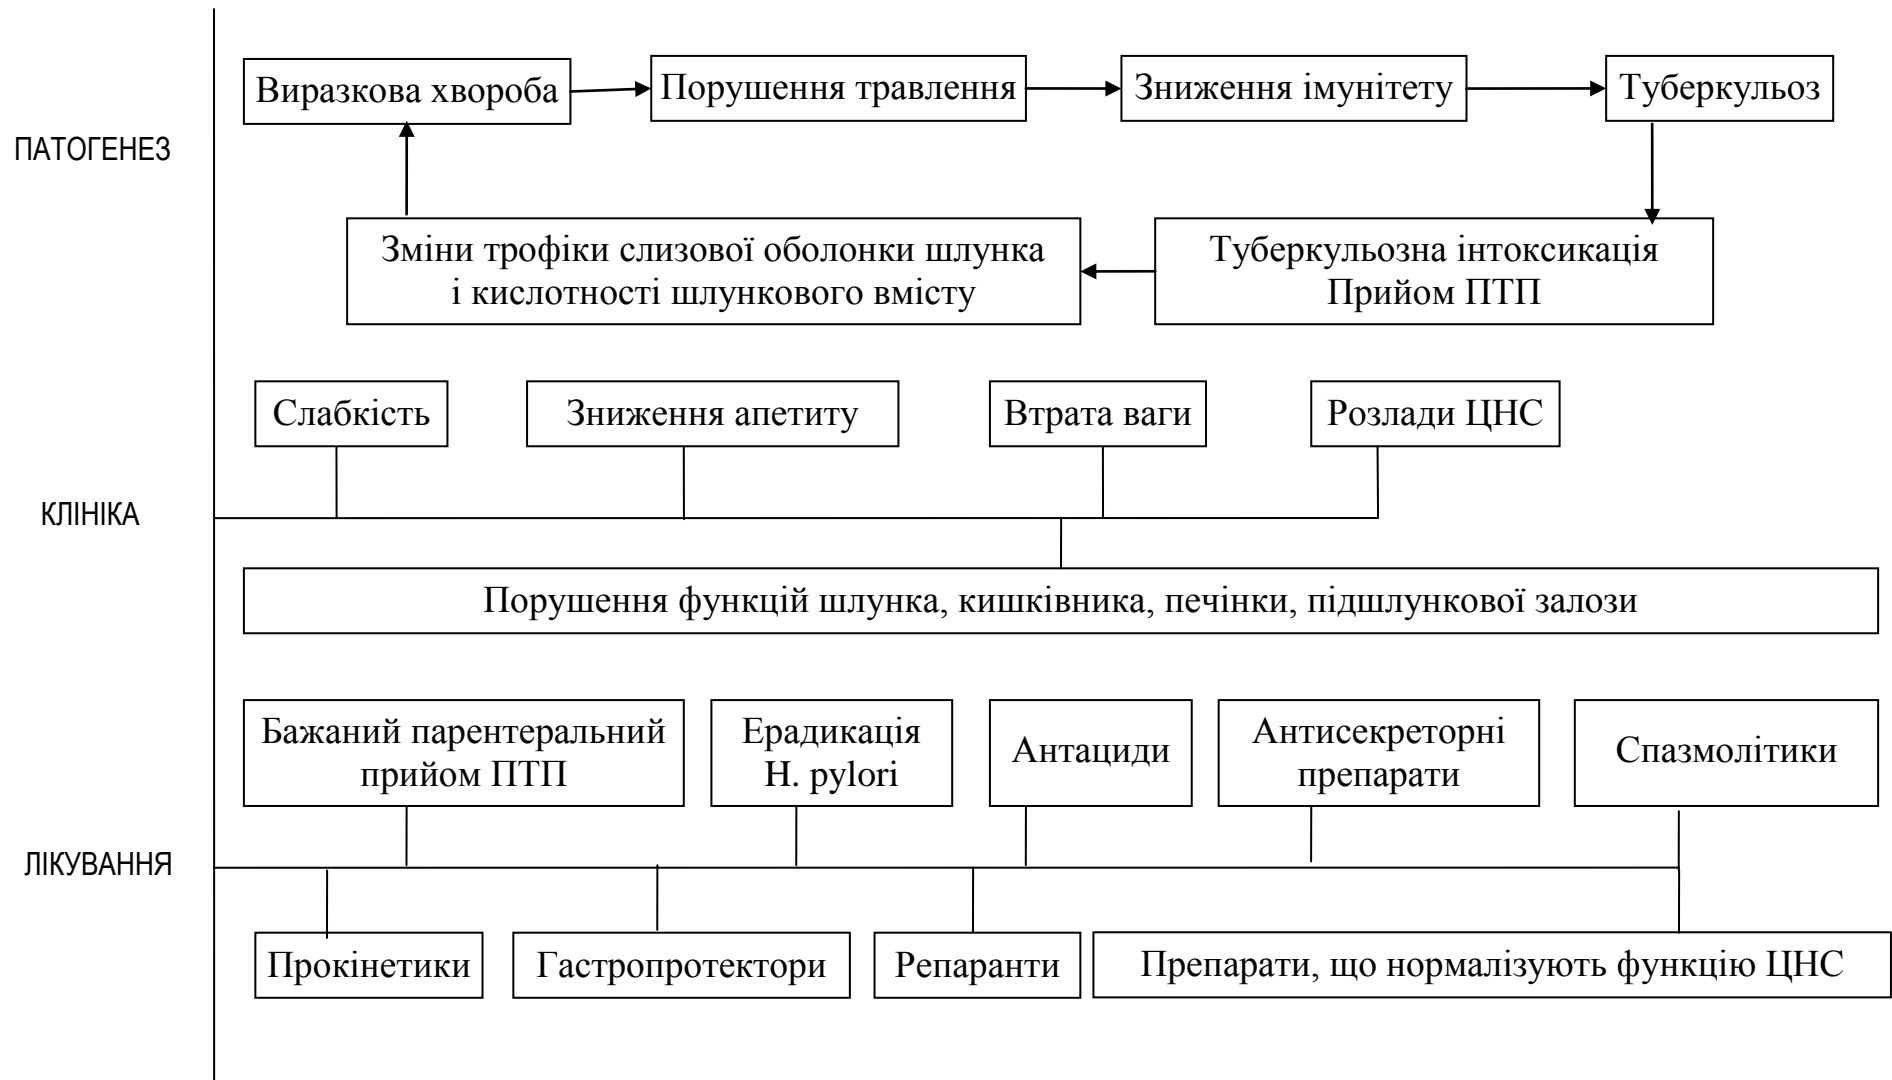 ПАТОГЕНЕЗ
Виразкова хвороба
Порушення травлення
Зниження імунітету
Туберкульоз
Зміни трофіки слизової оболонки шлунка
і кислотності шлункового вмісту
Туберкульозна інтоксикація
Прийом ПТП
КЛІНІКА
Слабкість
Зниження апетиту
Втрата ваги
Розлади ЦНС
Порушення функцій шлунка, кишківника, печінки, підшлункової залози
ЛІКУВАННЯ
Бажаний парентеральний
прийом ПТП
Ерадикація
H. pylori
Антациди
Антисекреторні
препарати
Спазмолітики
Прокінетики
Гастропротектори
Репаранти
Препарати, що нормалізують функцію ЦНС